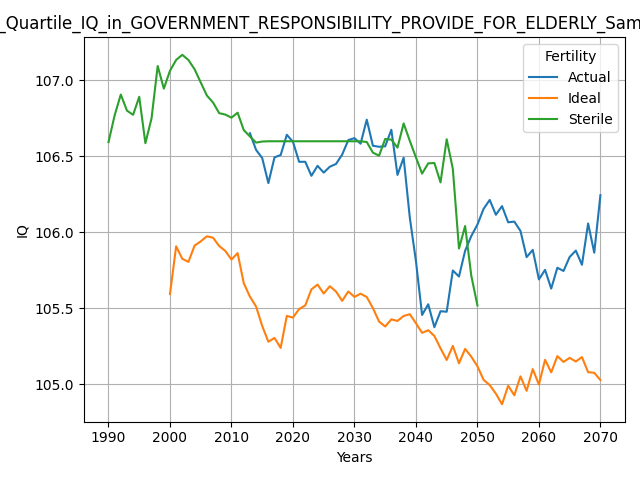 _Quartile_IQ_in_GOVERNMENT_RESPONSIBILITY_PROVIDE_FOR_ELDERLY_Sam
Fertility
Actual
Ideal
Sterile
107.0
106.5
106.0
105.5
105.0
IQ
1990 2000 2010 2020 2030 2040 2050 2060 2070
Years